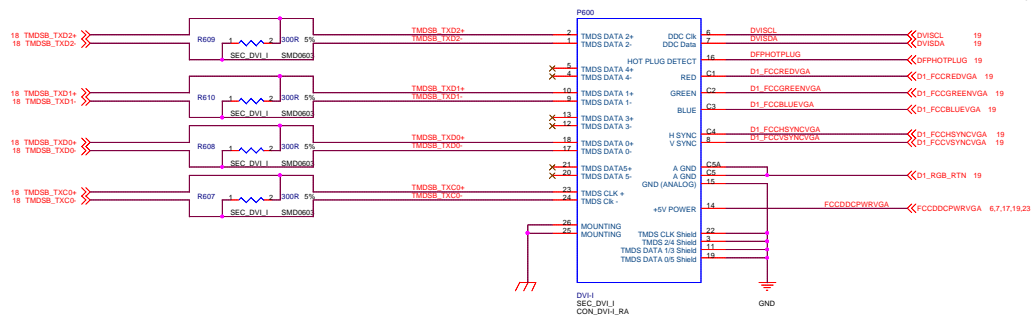 P600
18 TMDSB_TXD2+
18 TMDSB_TXD2-
R609
1 2
300R 5%
SEC_DVI_I SMD0603
TMDSB_TXD2+
TMDSB_TXD2-
2 TMDS DATA 2+
1 TMDS DATA 2-
DDC Clk 6 DVISCL
DDC Data 7 DVISDA
DVISCL 19
DVISDA 19
HOT PLUG DETECT 16 DFPHOTPLUG
DFPHOTPLUG 19
5 TMDS DATA 4+
4 TMDS DATA 4-
RED C1 D1_FCCREDVGA
D1_FCCREDVGA 19
18 TMDSB_TXD1+
18 TMDSB_TXD1-
R610
1 2
300R 5%
SEC_DVI_I SMD0603
TMDSB_TXD1+
TMDSB_TXD1-
10 TMDS DATA 1+
9 TMDS DATA 1-
GREEN C2 D1_FCCGREENVGA
D1_FCCGREENVGA 19
BLUE C3 D1_FCCBLUEVGA
D1_FCCBLUEVGA 19
13 TMDS DATA 3+
12 TMDS DATA 3-
H SYNC C4 D1_FCCHSYNCVGA
V SYNC 8 D1_FCCVSYNCVGA
D1_FCCHSYNCVGA 19
D1_FCCVSYNCVGA 19
18 TMDSB_TXD0+
18 TMDSB_TXD0-
R608
1 2
300R 5%
SEC_DVI_I SMD0603
TMDSB_TXD0+
TMDSB_TXD0-
18 TMDS DATA 0+
17 TMDS DATA 0-
21 TMDS DATA5+
20 TMDS DATA 5-
A GND C5A
A GND C5
GND (ANALOG) 15
D1_RGB_RTN 19
18 TMDSB_TXC0+
18 TMDSB_TXC0-
R607
1 2
300R 5%
SEC_DVI_I SMD0603
TMDSB_TXC0+
TMDSB_TXC0-
23 TMDS CLK +
24 TMDS Clk -
+5V POWER 14 FCCDDCPWRVGA
FCCDDCPWRVGA 6,7,17,19,23
26 MOUNTING
25 MOUNTING
TMDS CLK Shield 22
TMDS 2/4 Shield 3
TMDS DATA 1/3 Shield 11
TMDS DATA 0/5 Shield 19
DVI-I
SEC_DVI_I
CON_DVI-I_RA
GND